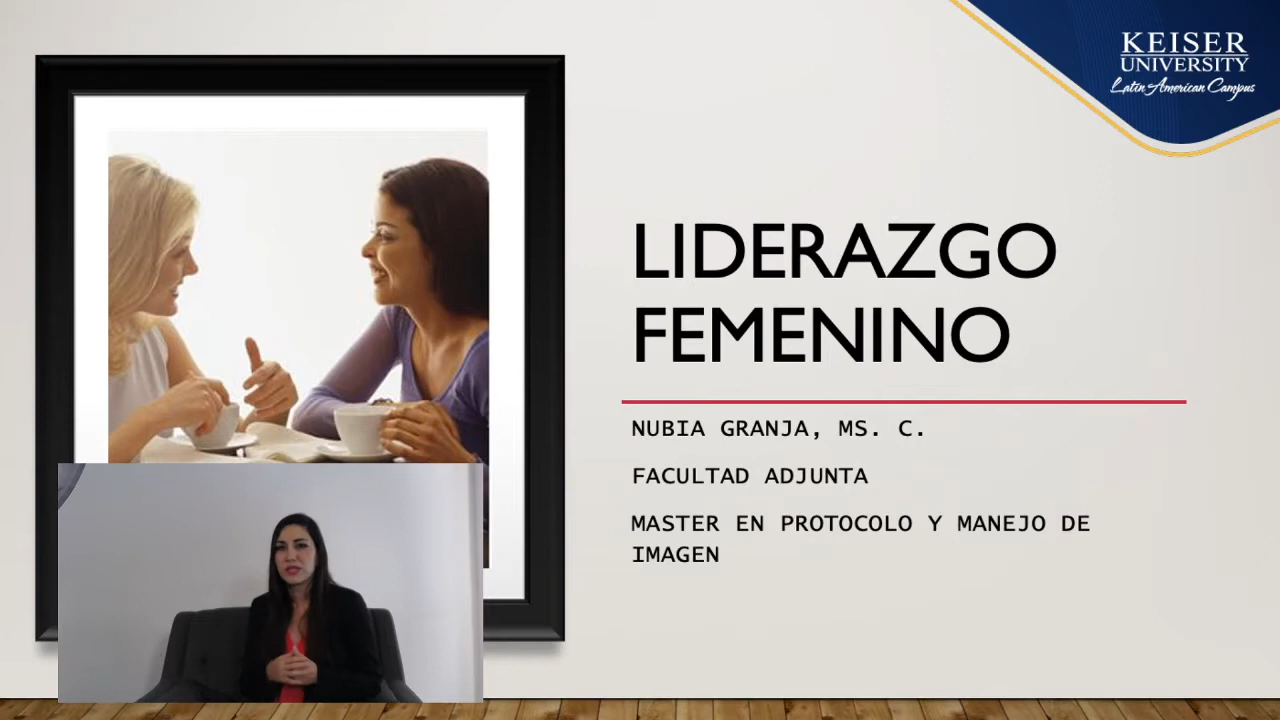 KEISER
UNIVERSITY
Latin American Campus
LIDERAZGO
FEMENINO
NUBIA GRANJA, MS. C.
FACULTAD ADJUNTA
MASTER EN PROTOCOLO Y MANEJO DE
IMAGEN